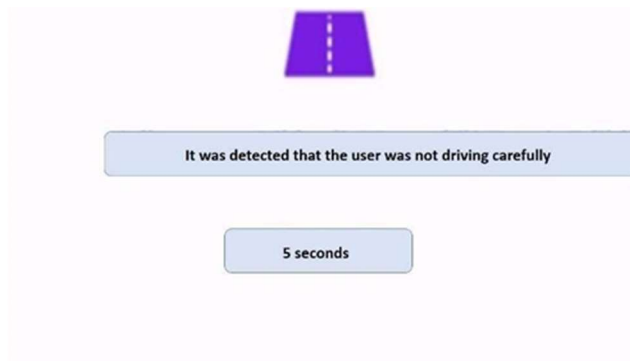 It was detected that the user was not driving carefully
5 seconds